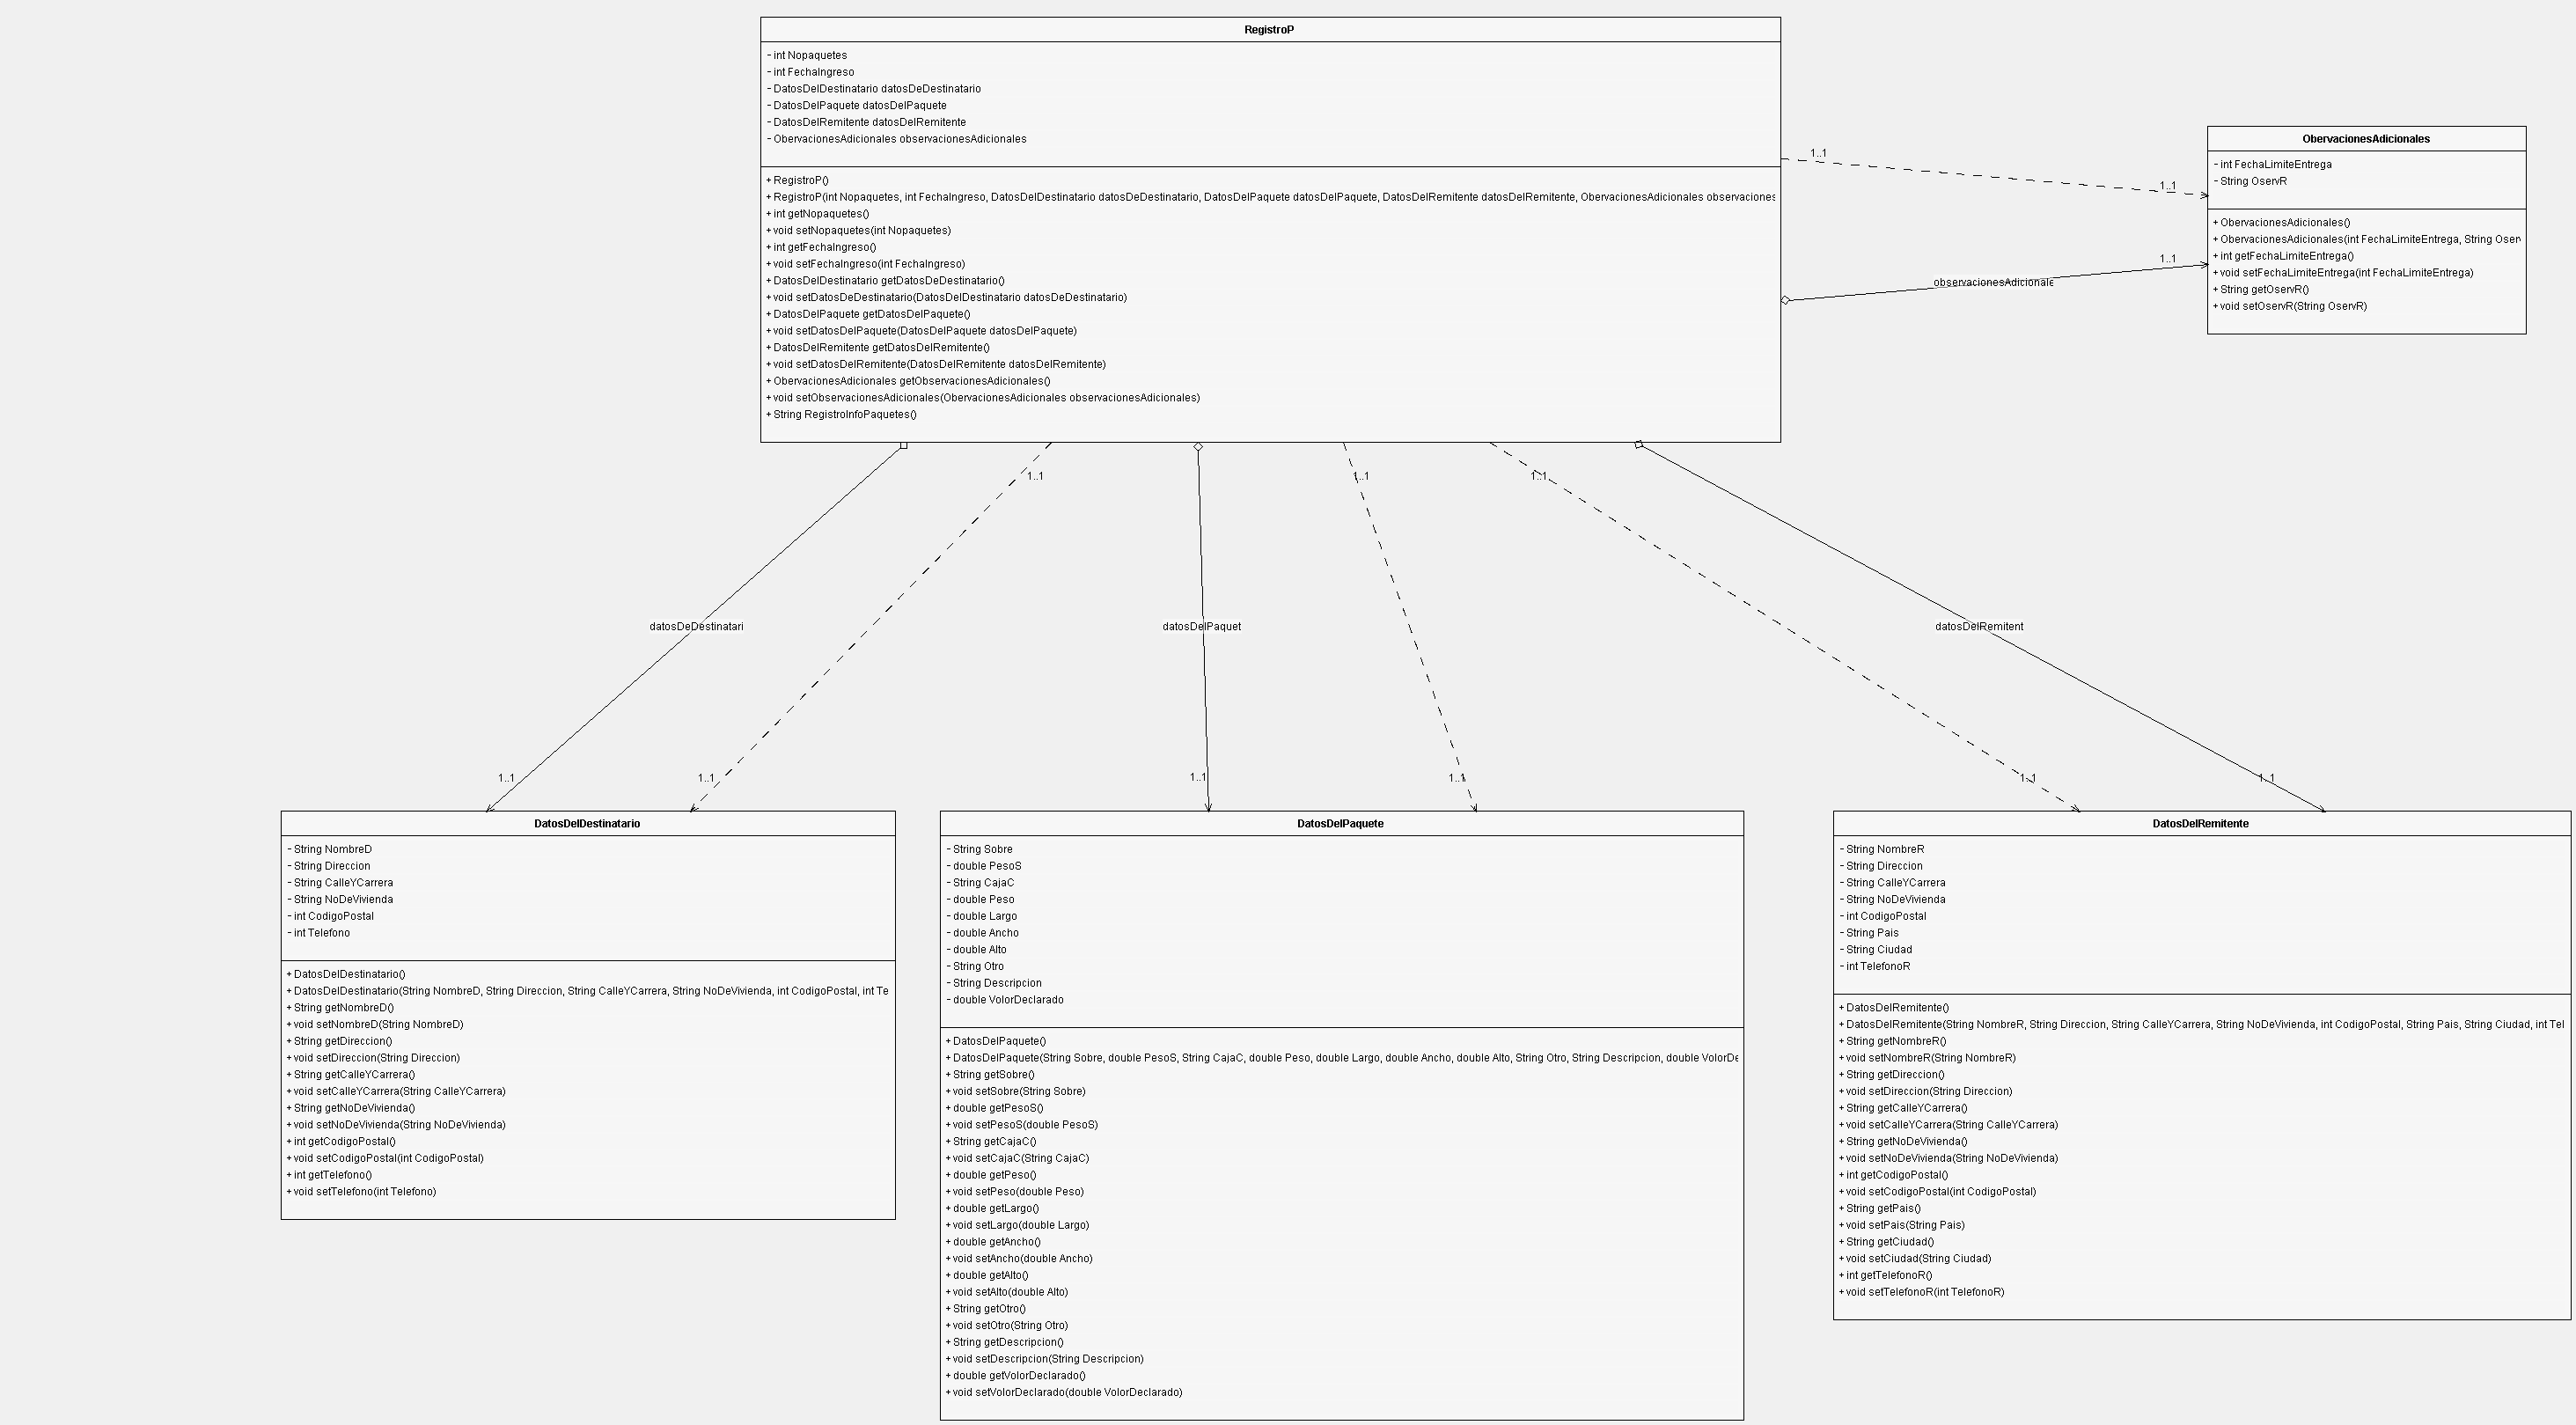 RegistroP
- int Nopaquetes
- int FechaIngreso
- DatosDelDestinatario datosDeDestinatario
- DatosDelPaquete datosDelPaquete
- DatosDelRemitente datosDelRemitente
- ObervacionesAdicionales observacionesAdicionales
+ RegistroP()
+ RegistroP(int Nopaquetes, int FechaIngreso, DatosDelDestinatario datosDeDestinatario, DatosDelPaquete datosDelPaquete, DatosDelRemitente datosDelRemitente, ObervacionesAdicionales observaciones
+ int getNopaquetes()
+ void setNopaquetes(int Nopaquetes)
+ int getFechaIngreso()
+ void setFechaIngreso(int FechaIngreso)
+ DatosDelDestinatario getDatosDeDestinatario()
+ void setDatosDeDestinatario(DatosDelDestinatario datosDeDestinatario)
+ DatosDelPaquete getDatosDelPaquete()
+ void setDatosDelPaquete(DatosDelPaquete datosDelPaquete)
+ DatosDelRemitente getDatosDelRemitente()
+ void setDatosDelRemitente(DatosDelRemitente datosDelRemitente)
+ ObervacionesAdicionales getObservacionesAdicionales()
+ void setObservacionesAdicionales(ObervacionesAdicionales observacionesAdicionales)
+ String RegistroInfoPaquetes()
1..1
1..1
observacionesAdicionale
1..1
ObervacionesAdicionales
- int FechaLimiteEntrega
- String OservR
+ ObervacionesAdicionales()
+ ObervacionesAdicionales(int FechaLimiteEntrega, String Oserv
+ int getFechaLimiteEntrega()
+ void setFechaLimiteEntrega(int FechaLimiteEntrega)
+ String getOservR()
+ void setOservR(String OservR)
1..1
1..1
1..1
datosDeDestinatari
datosDelPaquet
datosDelRemitent
1..1
1..1
1..1
1..1
1..1
1..1
DatosDelDestinatario
- String NombreD
- String Direccion
- String CalleYCarrera
- String NoDeVivienda
- int CodigoPostal
- int Telefono
+ DatosDelDestinatario()
+ DatosDelDestinatario(String NombreD, String Direccion, String CalleYCarrera, String NoDeVivienda, int CodigoPostal, int Te
+ String getNombreD()
+ void setNombreD(String NombreD)
+ String getDireccion()
+ void setDireccion(String Direccion)
+ String getCalleYCarrera()
+ void setCalleYCarrera(String CalleYCarrera)
+ String getNoDeVivienda()
+ void setNoDeVivienda(String NoDeVivienda)
+ int getCodigoPostal()
+ void setCodigoPostal(int CodigoPostal)
+ int getTelefono()
+ void setTelefono(int Telefono)
DatosDelPaquete
- String Sobre
- double PesoS
- String CajaC
- double Peso
- double Largo
- double Ancho
- double Alto
- String Otro
- String Descripcion
- double VolorDeclarado
+ DatosDelPaquete()
+ DatosDelPaquete(String Sobre, double PesoS, String CajaC, double Peso, double Largo, double Ancho, double Alto, String Otro, String Descripcion, double VolorDe
+ String getSobre()
+ void setSobre(String Sobre)
+ double getPesoS()
+ void setPesoS(double PesoS)
+ String getCajaC()
+ void setCajaC(String CajaC)
+ double getPeso()
+ void setPeso(double Peso)
+ double getLargo()
+ void setLargo(double Largo)
+ double getAncho()
+ void setAncho(double Ancho)
+ double getAlto()
+ void setAlto(double Alto)
+ String getOtro()
+ void setOtro(String Otro)
+ String getDescripcion()
+ void setDescripcion(String Descripcion)
+ double getVolorDeclarado()
+ void setVolorDeclarado(double VolorDeclarado)
DatosDelRemitente
- String NombreR
- String Direccion
- String CalleYCarrera
- String NoDeVivienda
- int CodigoPostal
- String Pais
- String Ciudad
- int TelefonoR
+ DatosDelRemitente()
+ DatosDelRemitente(String NombreR, String Direccion, String CalleYCarrera, String NoDeVivienda, int CodigoPostal, String Pais, String Ciudad, int Tel
+ String getNombreR()
+ void setNombreR(String NombreR)
+ String getDireccion()
+ void setDireccion(String Direccion)
+ String getCalleYCarrera()
+ void setCalleYCarrera(String CalleYCarrera)
+ String getNoDeVivienda()
+ void setNoDeVivienda(String NoDeVivienda)
+ int getCodigoPostal()
+ void setCodigoPostal(int CodigoPostal)
+ String getPais()
+ void setPais(String Pais)
+ String getCiudad()
+ void setCiudad(String Ciudad)
+ int getTelefonoR()
+ void setTelefonoR(int TelefonoR)